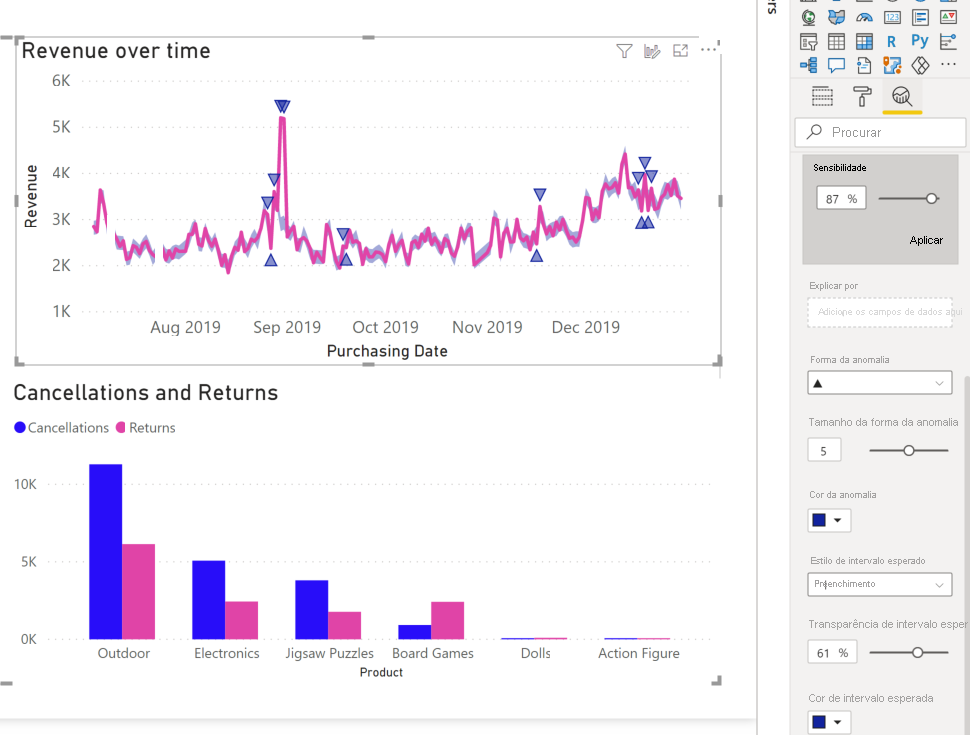 ers
123
R Py
Revenue over time
6K
5K
4K
3K
2K
1K
Revenue
Aug 2019 Sep 2019 Oct 2019 Nov 2019 Dec 2019
Purchasing Date
Cancellations and Returns
Cancellations Returns
10K
5K
0K
Outdoor Electronics Jigsaw Puzzles Board Games Dolls Action Figure
Product
Procurar
Sensibilidade
87 %
Aplicar
Explicar por
Adicione os campos de dados aqui
Forma da anomalia
Tamanho da forma da anomalia
5
Cor da anomalia
Estilo de intervalo esperado
Preenchimento
Transparência de intervalo esper
61 %
Cor de intervalo esperada